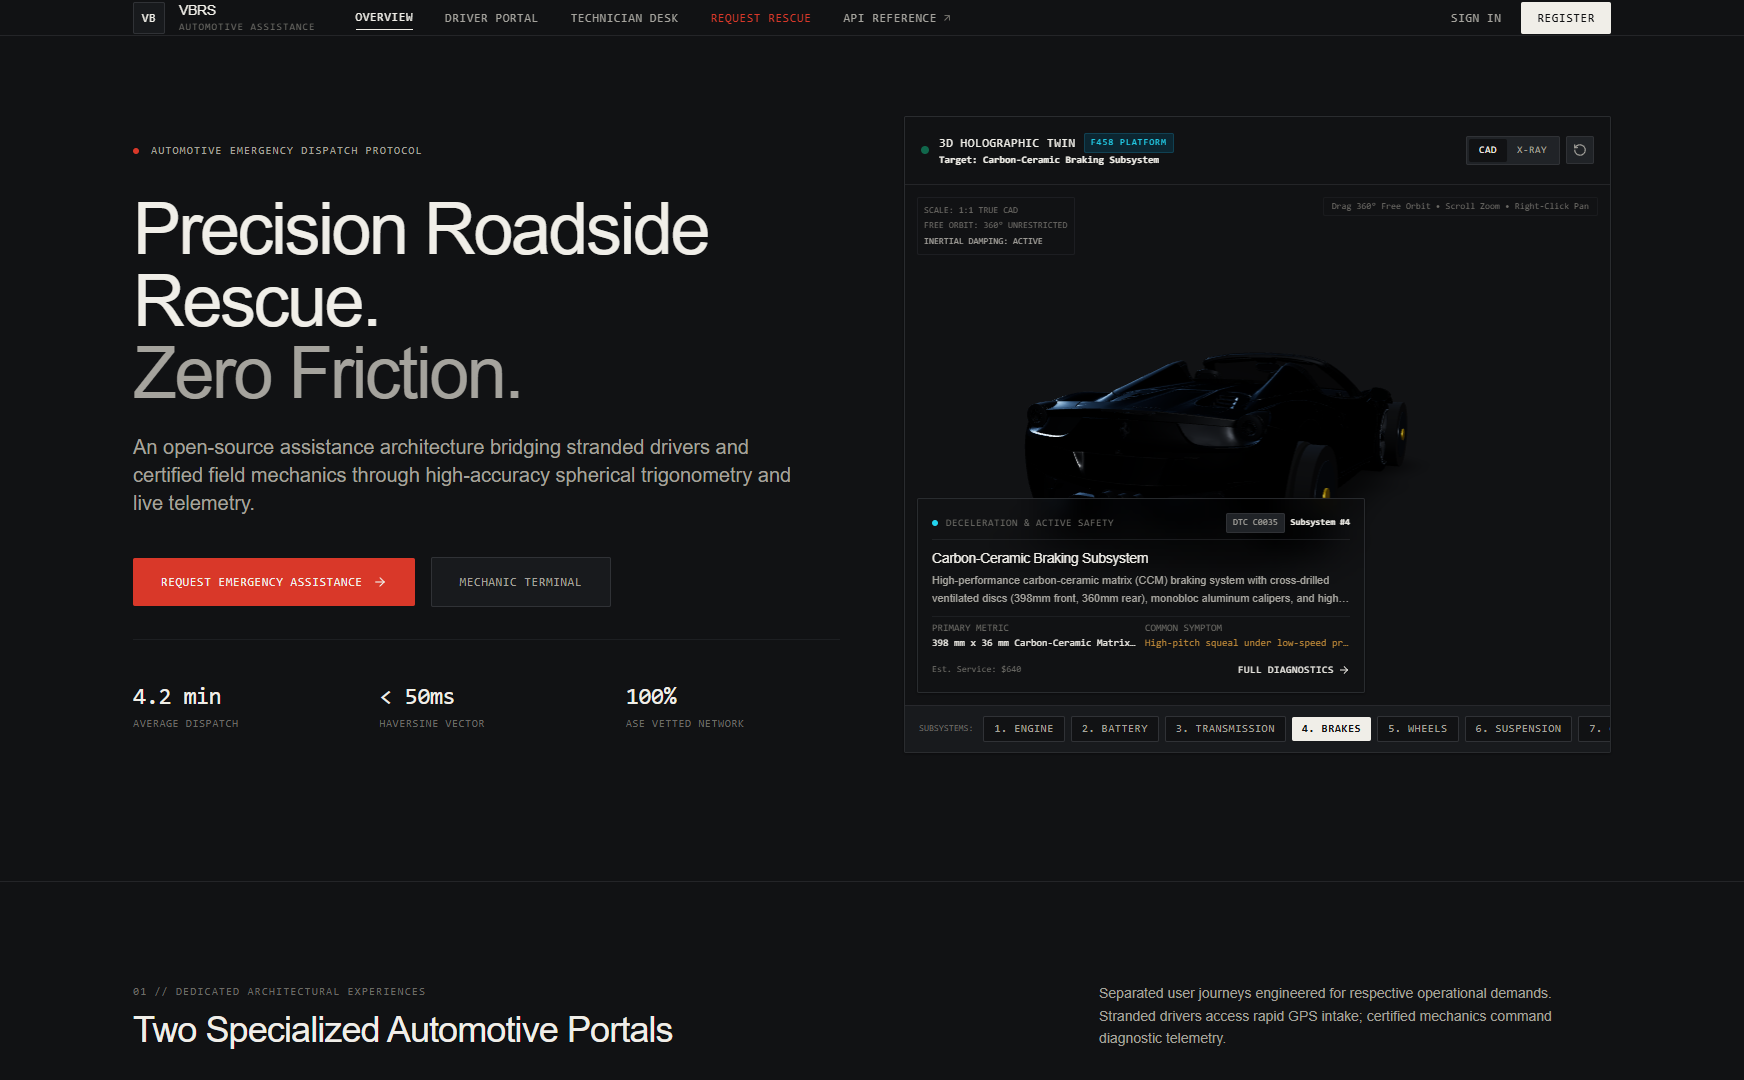 VB
VBRS
AUTOMOTIVE ASSISTANCE
OVERVIEW
DRIVER PORTAL
TECHNICIAN DESK
REQUEST RESCUE
API REFERENCE ↗
SIGN IN
REGISTER
AUTOMOTIVE EMERGENCY DISPATCH PROTOCOL
Precision Roadside
Rescue.
Zero Friction.
An open-source assistance architecture bridging stranded drivers and
certified field mechanics through high-accuracy spherical trigonometry and
live telemetry.
REQUEST EMERGENCY ASSISTANCE →
MECHANIC TERMINAL
4.2 min
AVERAGE DISPATCH
< 50ms
HAVERSINE VECTOR
100%
ASE VETTED NETWORK
3D HOLOGRAPHIC TWIN
F458 PLATFORM
Target: Carbon-Ceramic Braking Subsystem
CAD
X-RAY
SCALE: 1:1 TRUE CAD
FREE ORBIT: 360° UNRESTRICTED
INERTIAL DAMPING: ACTIVE
Drag 360° Free Orbit • Scroll Zoom • Right-Click Pan
DECELERATION & ACTIVE SAFETY
DTC C0035
Subsystem #4
Carbon-Ceramic Braking Subsystem
High-performance carbon-ceramic matrix (CCM) braking system with cross-drilled
ventilated discs (398mm front, 360mm rear), monobloc aluminum calipers, and high…
PRIMARY METRIC
398 mm x 36 mm Carbon-Ceramic Matrix…
COMMON SYMPTOM
High-pitch squeal under low-speed pr…
Est. Service: $640
FULL DIAGNOSTICS →
SUBSYSTEMS:
1. ENGINE
2. BATTERY
3. TRANSMISSION
4. BRAKES
5. WHEELS
6. SUSPENSION
7.
01 // DEDICATED ARCHITECTURAL EXPERIENCES
Two Specialized Automotive Portals
Separated user journeys engineered for respective operational demands.
Stranded drivers access rapid GPS intake; certified mechanics command
diagnostic telemetry.